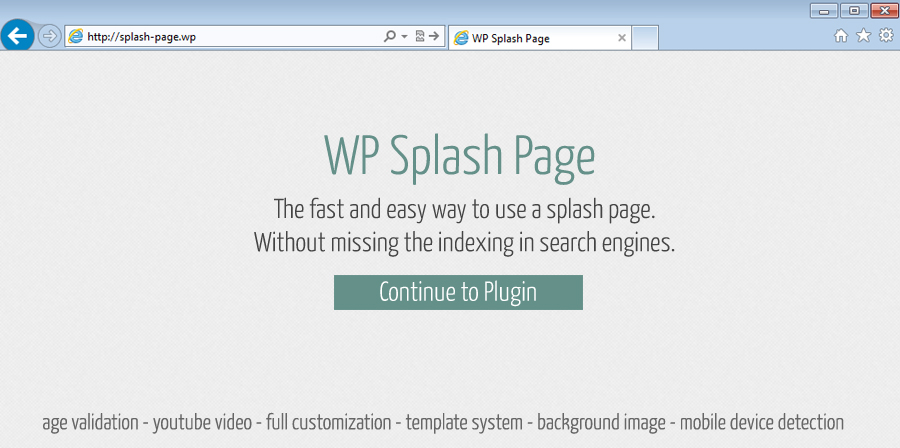 http://splash-page.wp
WP Splash Page
WP Splash Page
The fast and easy way to use a splash page.
Without missing the indexing in search engines.
Continue to Plugin
age validation - youtube video - full customization - template system - background image - mobile device detection